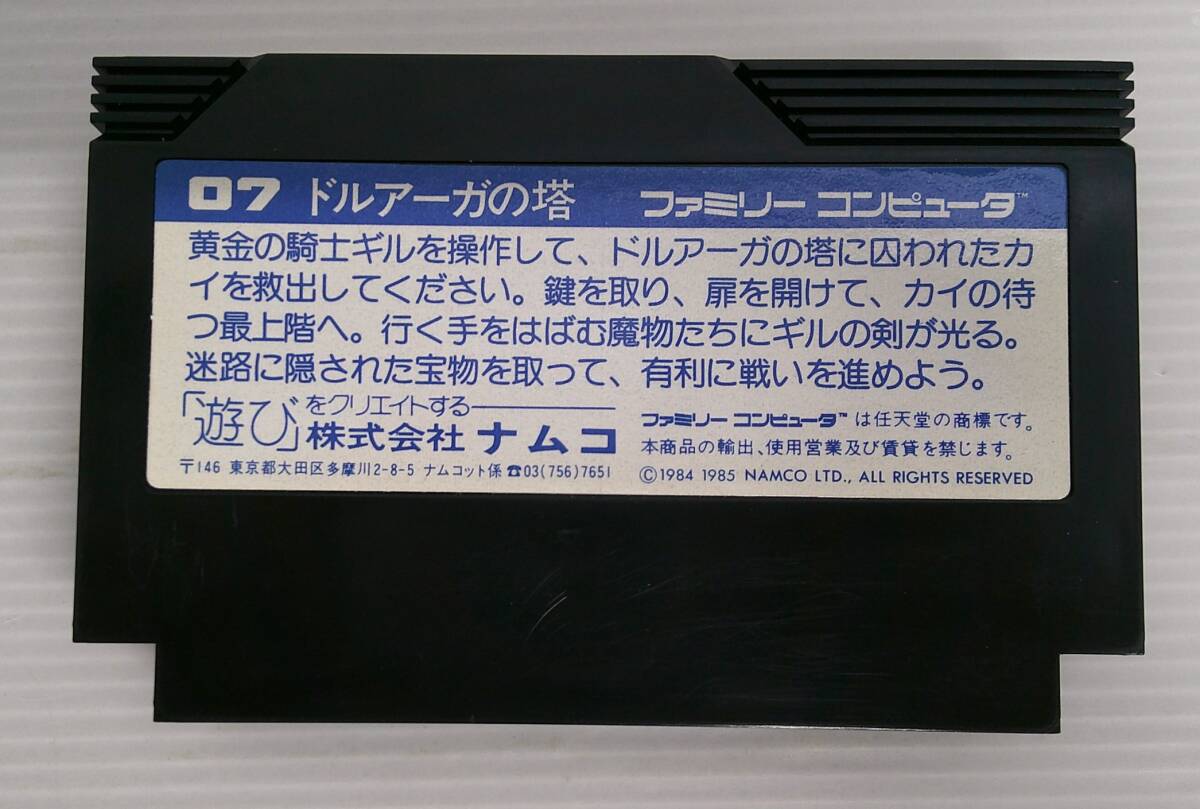 07 ドルアーガの塔 ファミリー コンピュータ™
黄金の騎士ギルを操作して、ドルアーガの塔に囚われたカ
イを救出してください。鍵を取り、扉を開けて、カイの待
つ最上階へ。行く手をはばむ魔物たちにギルの剣が光る。
迷路に隠された宝物を取って、有利に戦いを進めよう。
「遊び」をクリエイトする
株式会社 ナムコ
〒146 東京都大田区多摩川2-8-5 ナムコット係 ☎03(756)7651
ファミリー コンピュータ™ は任天堂の商標です。
本商品の輸出、使用営業及び賃貸を禁じます。
©1984 1985 NAMCO LTD., ALL RIGHTS RESERVED